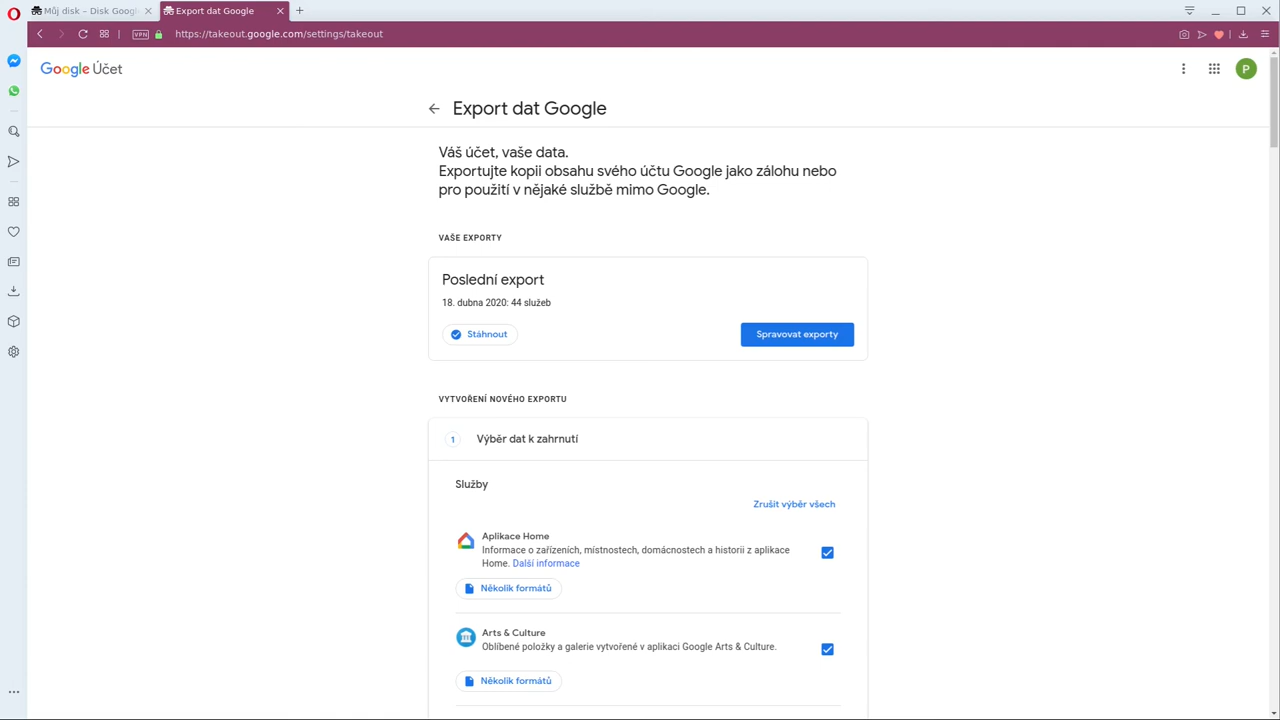 Můj disk – Disk Googl
Export dat Google
VPN
https://takeout.google.com/settings/takeout
Google Účet
P
Export dat Google
Váš účet, vaše data.
Exportujte kopii obsahu svého účtu Google jako zálohu nebo
pro použití v nějaké službě mimo Google.
VAŠE EXPORTY
Poslední export
18. dubna 2020: 44 služeb
Stáhnout
Spravovat exporty
VYTVOŘENÍ NOVÉHO EXPORTU
1 Výběr dat k zahrnutí
Služby
Zrušit výběr všech
Aplikace Home
Informace o zařízeních, místnostech, domácnostech a historii z aplikace
Home. Další informace
Několik formátů
Arts & Culture
Oblíbené položky a galerie vytvořené v aplikaci Google Arts & Culture.
Několik formátů